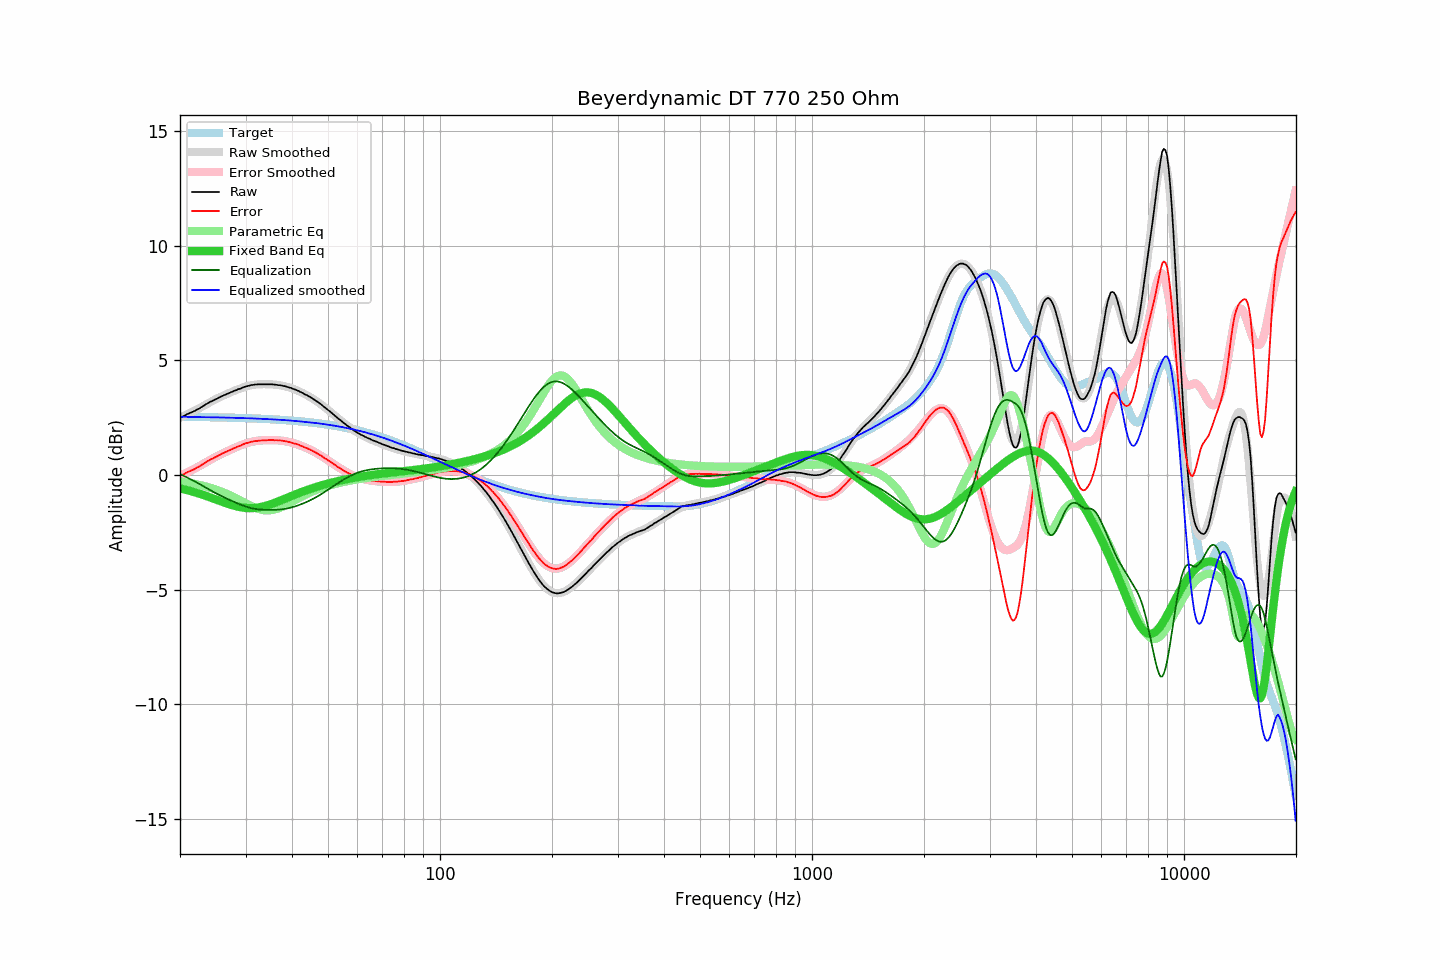 Beyerdynamic DT 770 250 Ohm
15
10
5
0
−5
−10
−15
Amplitude (dBr)
Target
Raw Smoothed
Error Smoothed
Raw
Error
Parametric Eq
Fixed Band Eq
Equalization
Equalized smoothed
100
1000
10000
Frequency (Hz)